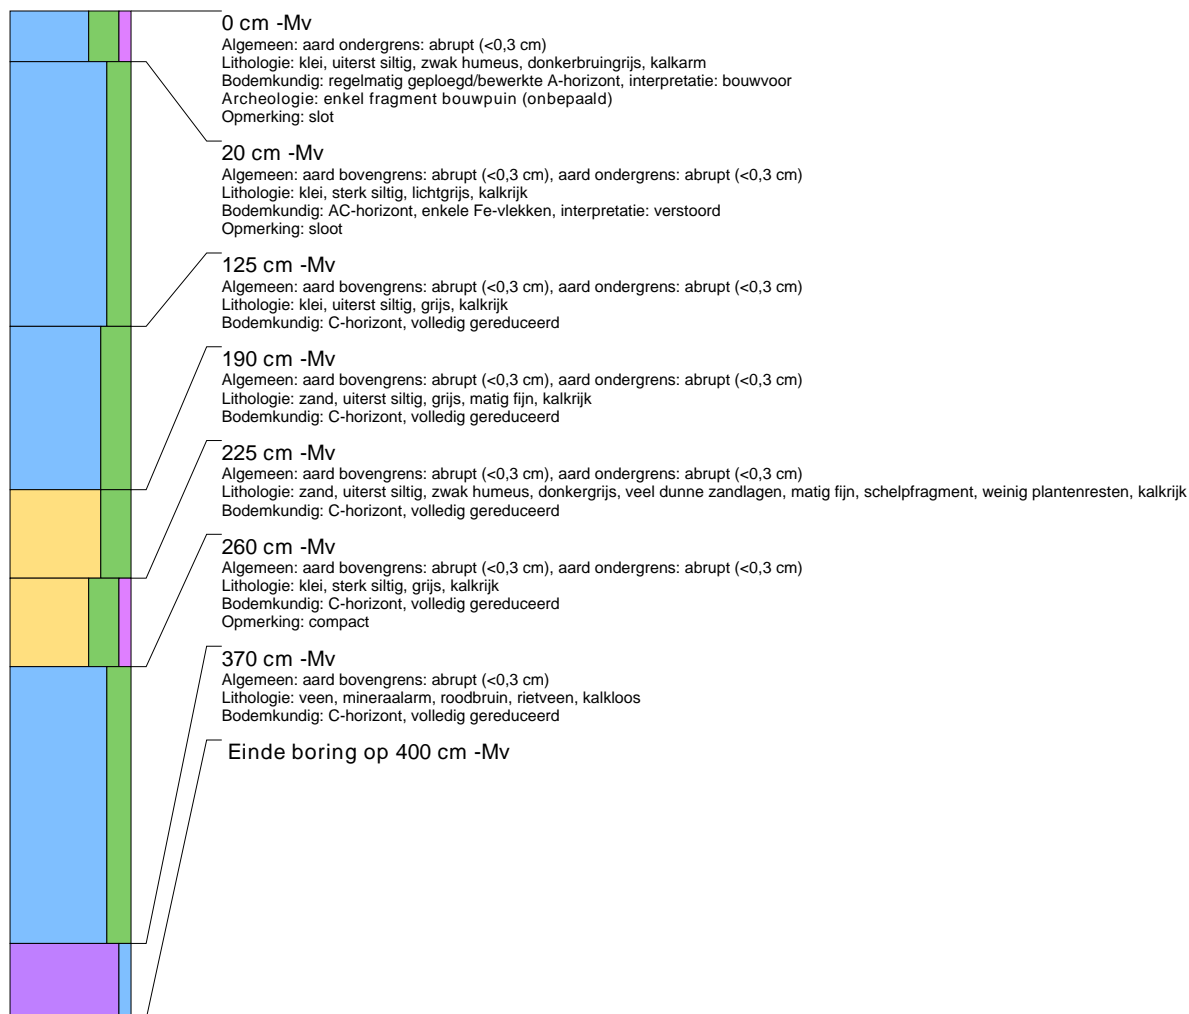 0 cm -Mv
Algemeen: aard ondergrens: abrupt (<0,3 cm)
Lithologie: klei, uiterst siltig, zwak humeus, donkerbruingrijs, kalkarm
Bodemkundig: regelmatig geploegd/bewerkte A-horizont, interpretatie: bouwvoor
Archeologie: enkel fragment bouwpuin (onbepaald)
Opmerking: slot
20 cm -Mv
Algemeen: aard bovengrens: abrupt (<0,3 cm), aard ondergrens: abrupt (<0,3 cm)
Lithologie: klei, sterk siltig, lichtgrijs, kalkrijk
Bodemkundig: AC-horizont, enkele Fe-vlekken, interpretatie: verstoord
Opmerking: sloot
125 cm -Mv
Algemeen: aard bovengrens: abrupt (<0,3 cm), aard ondergrens: abrupt (<0,3 cm)
Lithologie: klei, uiterst siltig, grijs, kalkrijk
Bodemkundig: C-horizont, volledig gereduceerd
190 cm -Mv
Algemeen: aard bovengrens: abrupt (<0,3 cm), aard ondergrens: abrupt (<0,3 cm)
Lithologie: zand, uiterst siltig, grijs, matig fijn, kalkrijk
Bodemkundig: C-horizont, volledig gereduceerd
225 cm -Mv
Algemeen: aard bovengrens: abrupt (<0,3 cm), aard ondergrens: abrupt (<0,3 cm)
Lithologie: zand, uiterst siltig, zwak humeus, donkergrijs, veel dunne zandlagen, matig fijn, schelpfragment, weinig plantenresten, kalkrijk
Bodemkundig: C-horizont, volledig gereduceerd
260 cm -Mv
Algemeen: aard bovengrens: abrupt (<0,3 cm), aard ondergrens: abrupt (<0,3 cm)
Lithologie: klei, sterk siltig, grijs, kalkrijk
Bodemkundig: C-horizont, volledig gereduceerd
Opmerking: compact
370 cm -Mv
Algemeen: aard bovengrens: abrupt (<0,3 cm)
Lithologie: veen, mineraalarm, roodbruin, rietveen, kalkloos
Bodemkundig: C-horizont, volledig gereduceerd
Einde boring op 400 cm -Mv